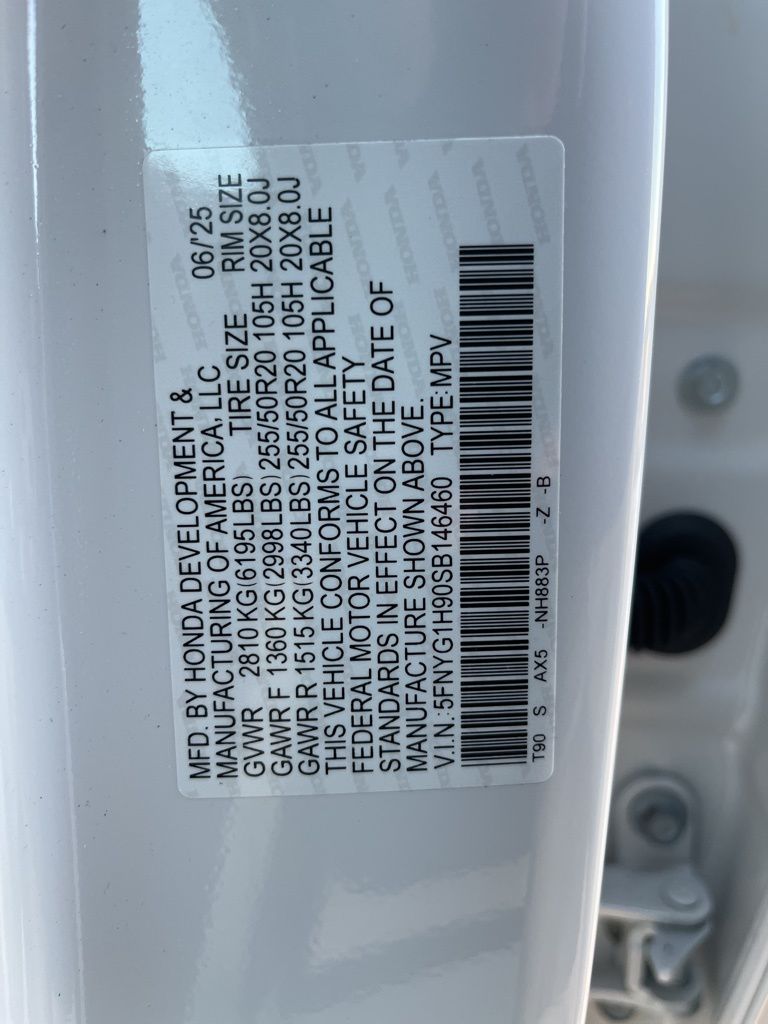 MFD. BY HONDA DEVELOPMENT &
MANUFACTURING OF AMERICA, LLC 06/'25
GVWR 2810 KG(6195LBS) TIRE SIZE RIM SIZE
GAWR F 1360 KG(2998LBS) 255/50R20 105H 20X8.0J
GAWR R 1515 KG(3340LBS) 255/50R20 105H 20X8.0J
THIS VEHICLE CONFORMS TO ALL APPLICABLE
FEDERAL MOTOR VEHICLE SAFETY
STANDARDS IN EFFECT ON THE DATE OF
MANUFACTURE SHOWN ABOVE.
V.I.N.:5FNYG1H90SB146460 TYPE:MPV
T90 S AX5 -NH883P -Z -B